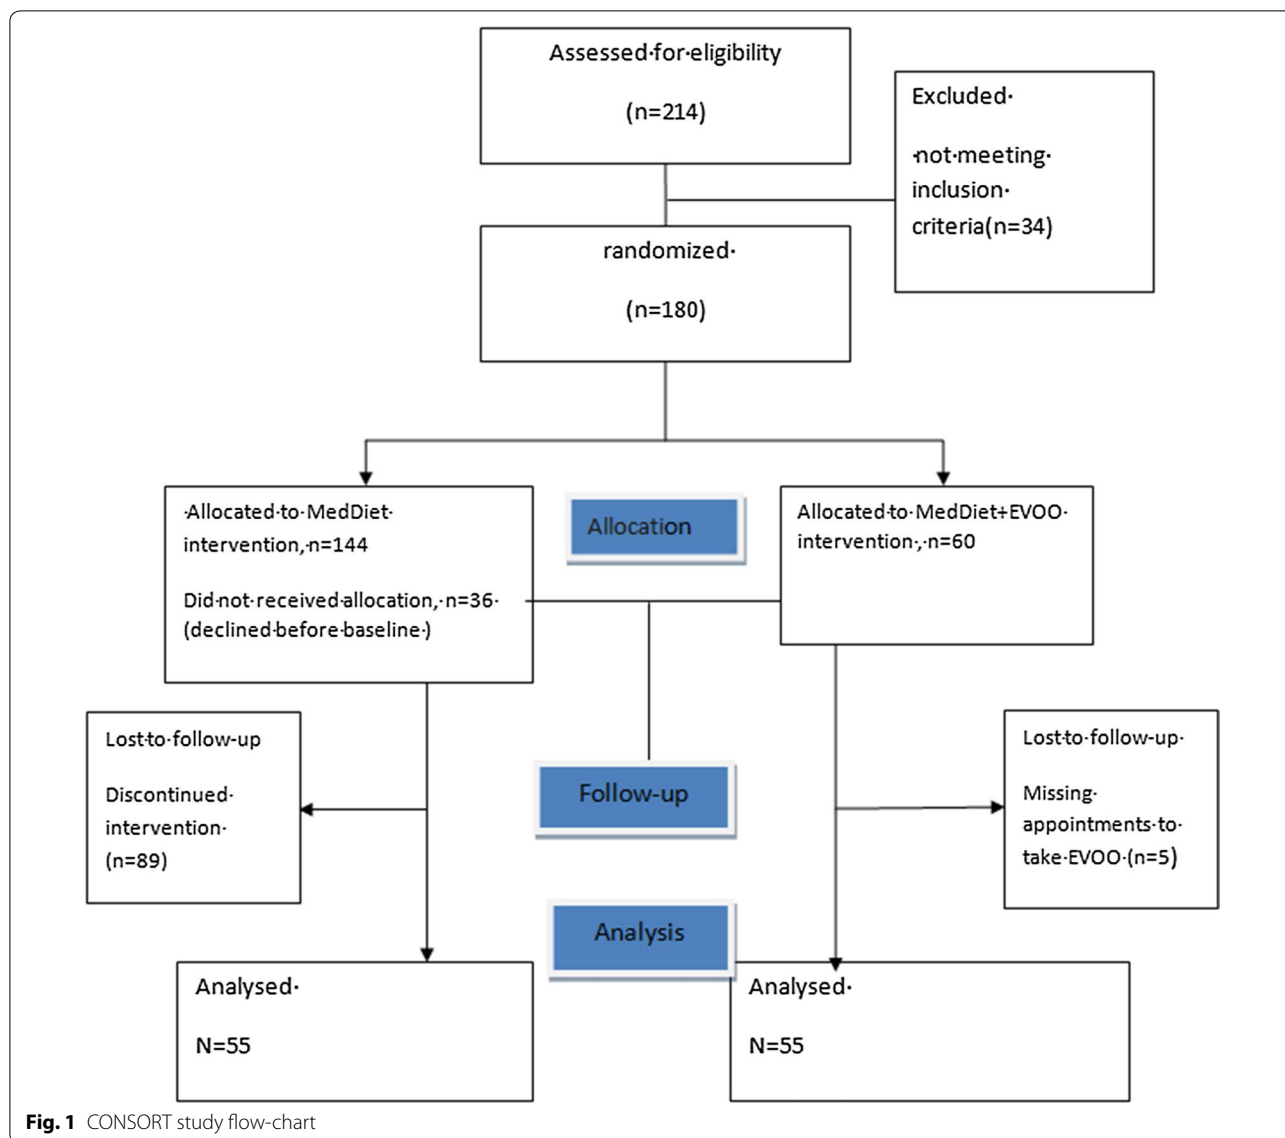 Assessed·for·eligibility
(n=214)
Excluded·
·not·meeting·
inclusion·
criteria(n=34)
randomized·
(n=180)
·Allocated·to·MedDiet·
intervention,·n=144
Did·not·received·allocation,·n=36·
(declined·before·baseline·)
Allocation
Allocated·to·MedDiet+EVOO·
intervention·,·n=60
Lost·to·follow-up
Discontinued·
intervention·
(n=89)
Follow-up
Lost·to·follow-up·
Missing·
appointments·to·
take·EVOO·(n=5)
Analysis
Analysed·
N=55
Analysed·
N=55
Fig. 1 CONSORT study flow-chart